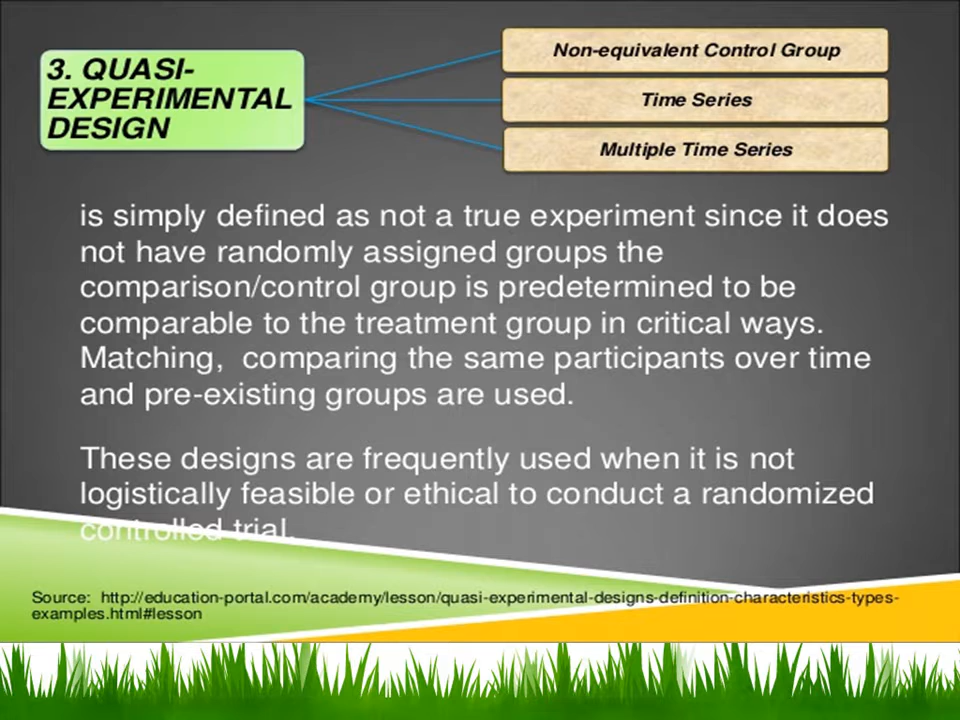 3. QUASI-
EXPERIMENTAL
DESIGN
Non-equivalent Control Group
Time Series
Multiple Time Series
is simply defined as not a true experiment since it does
not have randomly assigned groups the
comparison/control group is predetermined to be
comparable to the treatment group in critical ways.
Matching,  comparing the same participants over time
and pre-existing groups are used.
These designs are frequently used when it is not
logistically feasible or ethical to conduct a randomized
controlled trial.
Source:  http://education-portal.com/academy/lesson/quasi-experimental-designs-definition-characteristics-types-
examples.html#lesson